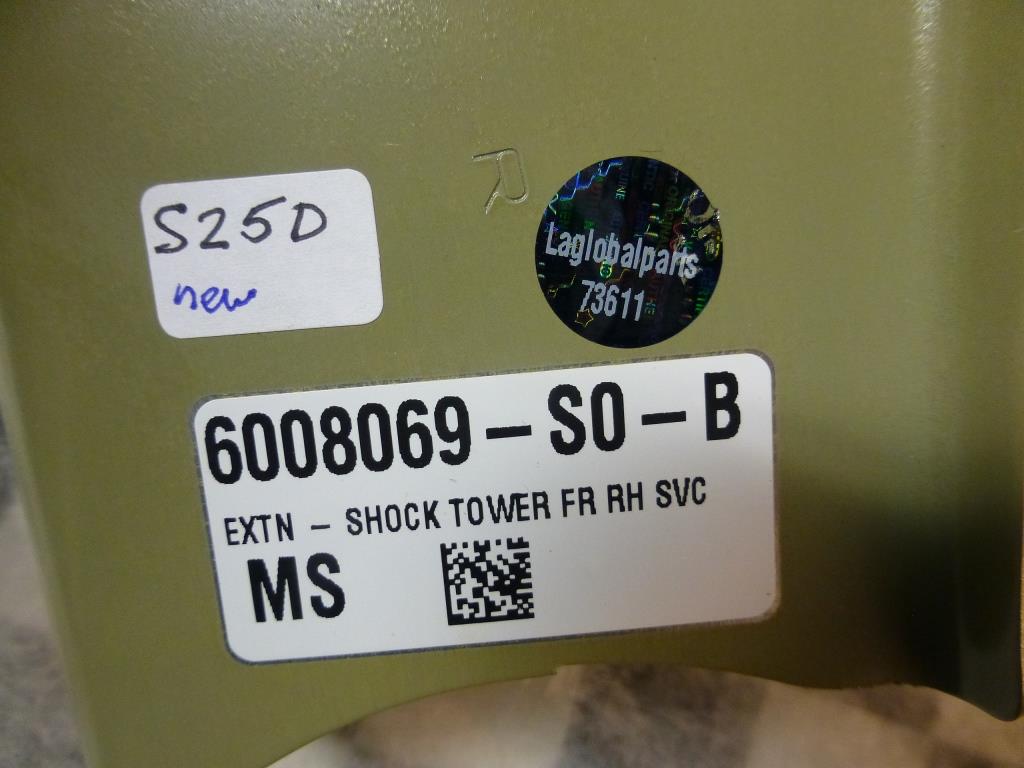 R
S25D
new
Laglobalparts
73611
6008069-S0-B
EXTN - SHOCK TOWER FR RH SVC
MS